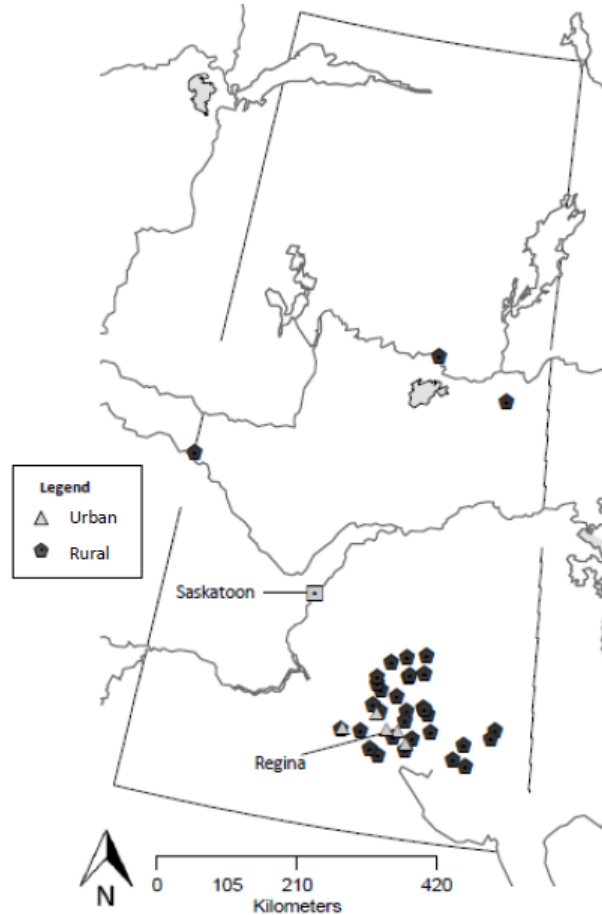 Legend
Urban
Rural
Saskatoon
Regina
N
0 105 210 420
Kilometers